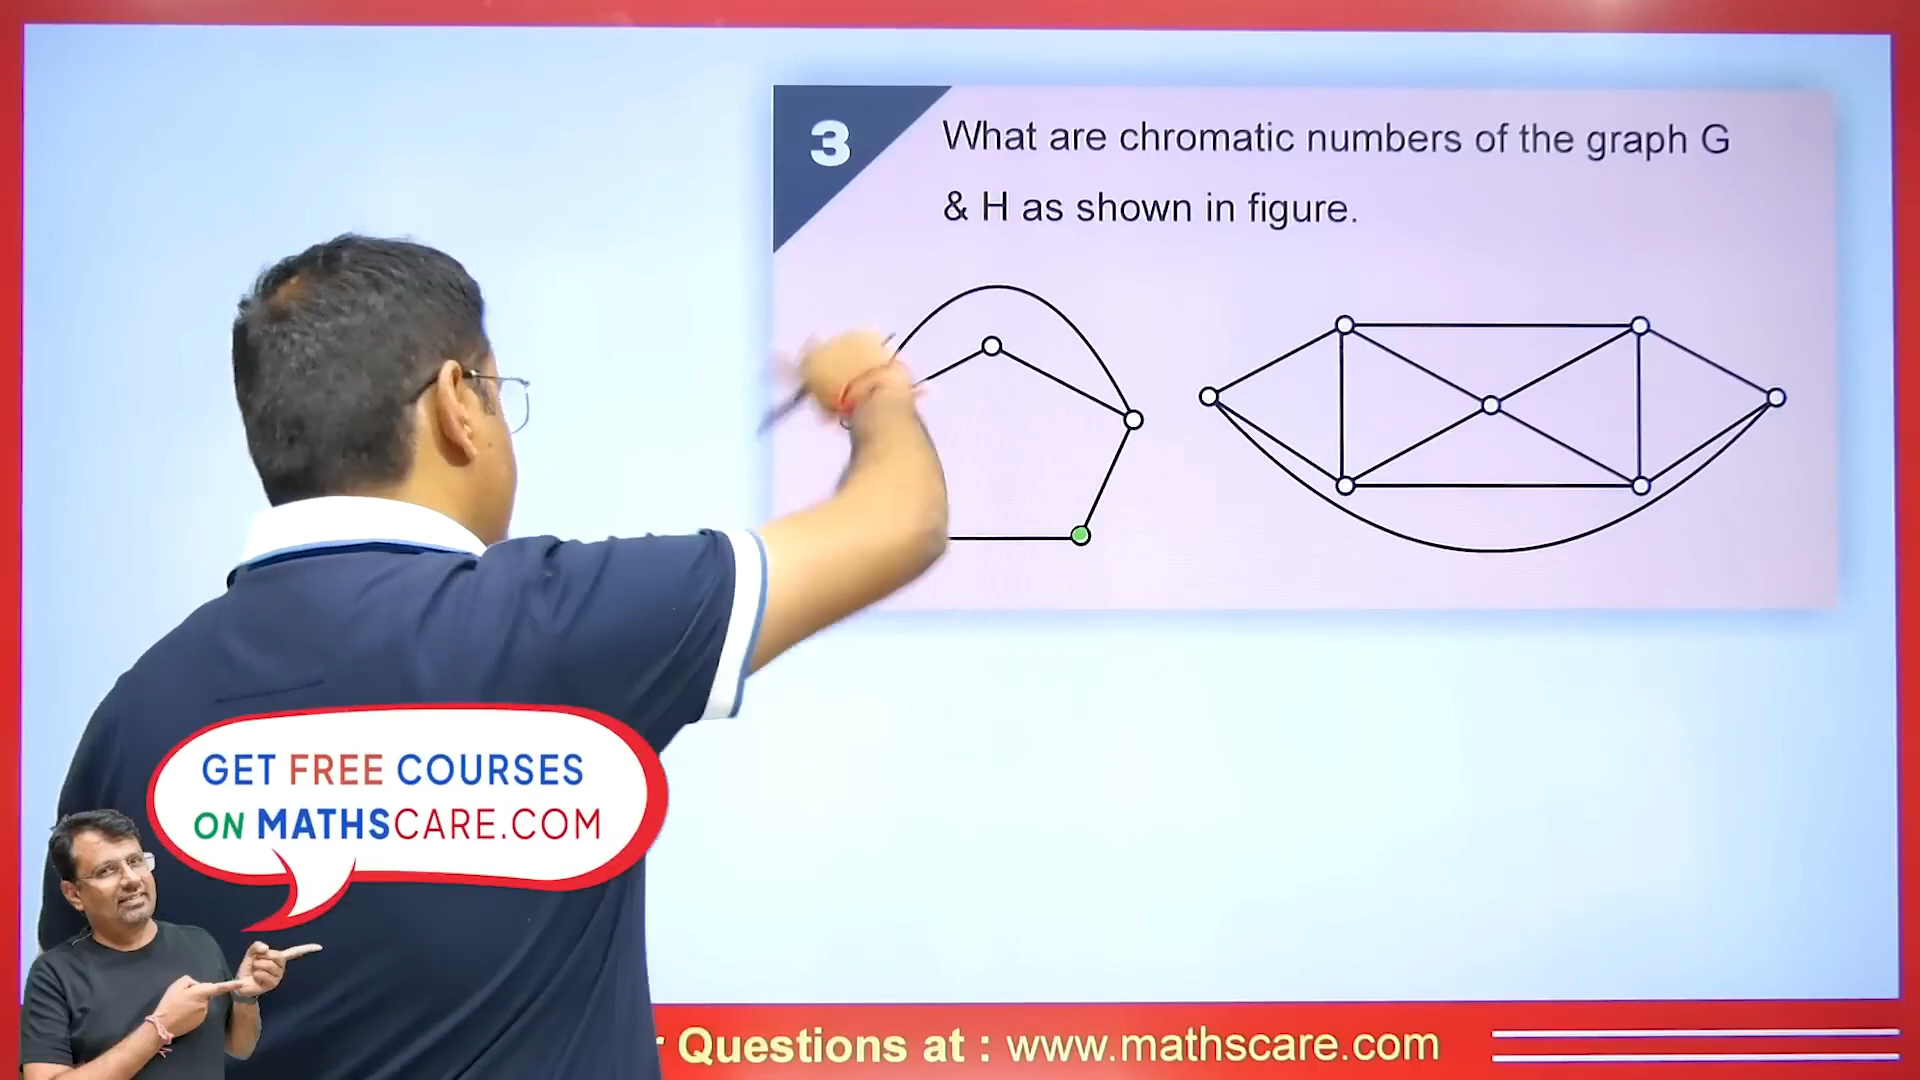 3
What are chromatic numbers of the graph G
& H as shown in figure.
GET FREE COURSES
ON MATHSCARE.COM
Questions at : www.mathscare.com